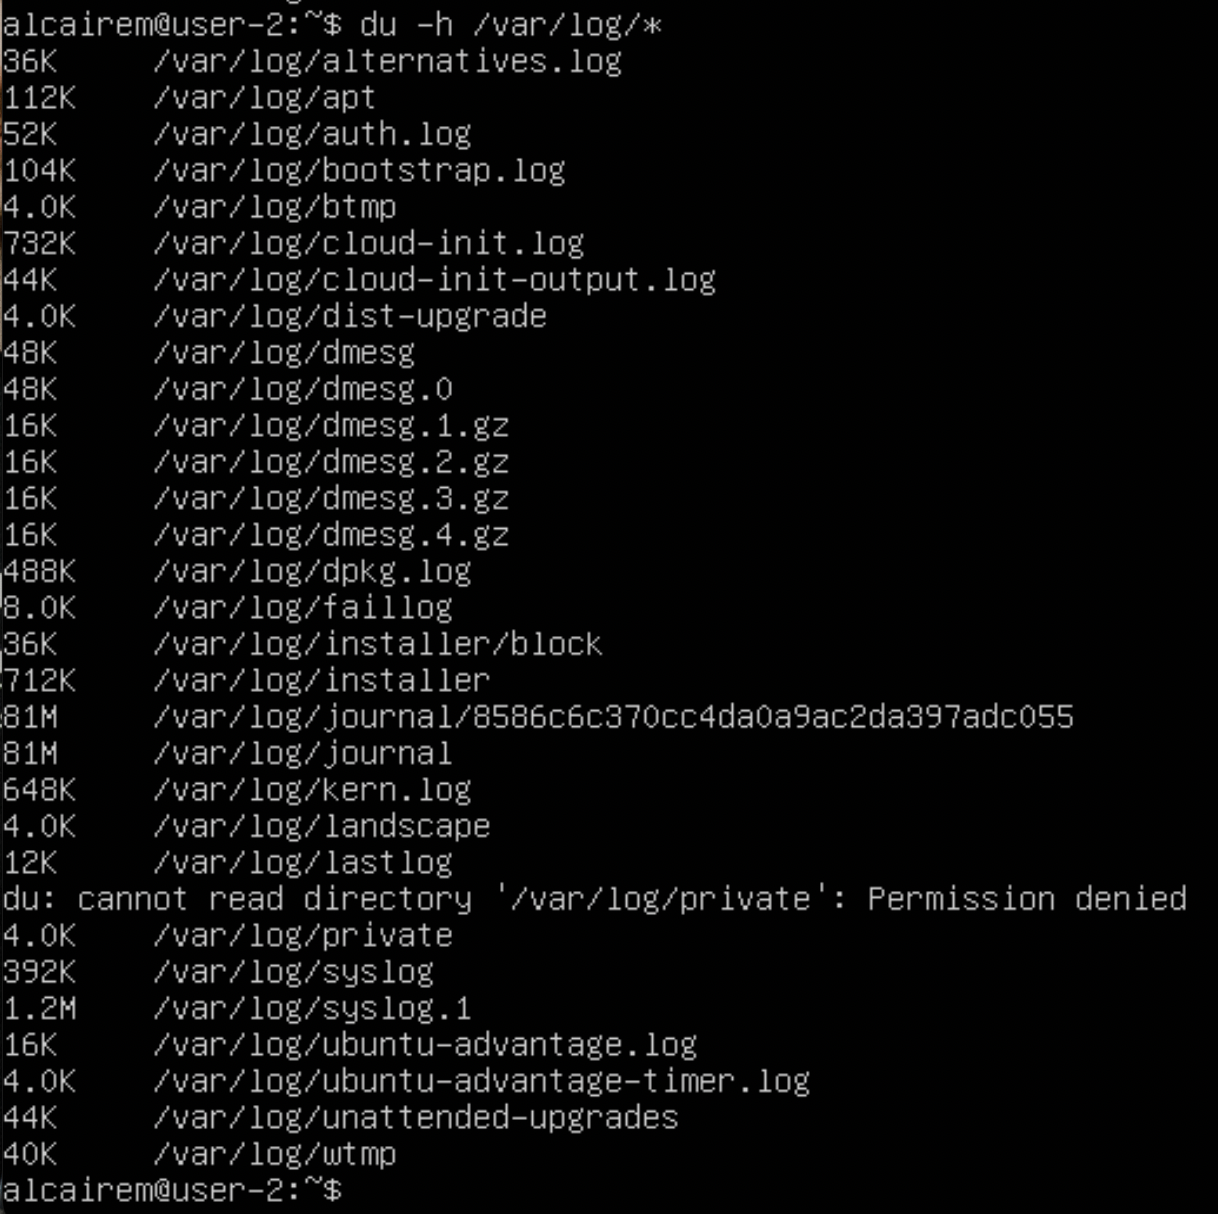 alcairem@user-2:~$ du -h /var/log/*
36K /var/log/alternatives.log
112K /var/log/apt
52K /var/log/auth.log
104K /var/log/bootstrap.log
4.0K /var/log/btmp
732K /var/log/cloud-init.log
44K /var/log/cloud-init-output.log
4.0K /var/log/dist-upgrade
48K /var/log/dmesg
48K /var/log/dmesg.0
16K /var/log/dmesg.1.gz
16K /var/log/dmesg.2.gz
16K /var/log/dmesg.3.gz
16K /var/log/dmesg.4.gz
488K /var/log/dpkg.log
8.0K /var/log/faillog
36K /var/log/installer/block
712K /var/log/installer
81M /var/log/journal/8586c6c370cc4da0a9ac2da397adc055
81M /var/log/journal
648K /var/log/kern.log
4.0K /var/log/landscape
12K /var/log/lastlog
du: cannot read directory '/var/log/private': Permission denied
4.0K /var/log/private
392K /var/log/syslog
1.2M /var/log/syslog.1
16K /var/log/ubuntu-advantage.log
4.0K /var/log/ubuntu-advantage-timer.log
44K /var/log/unattended-upgrades
40K /var/log/wtmp
alcairem@user-2:~$